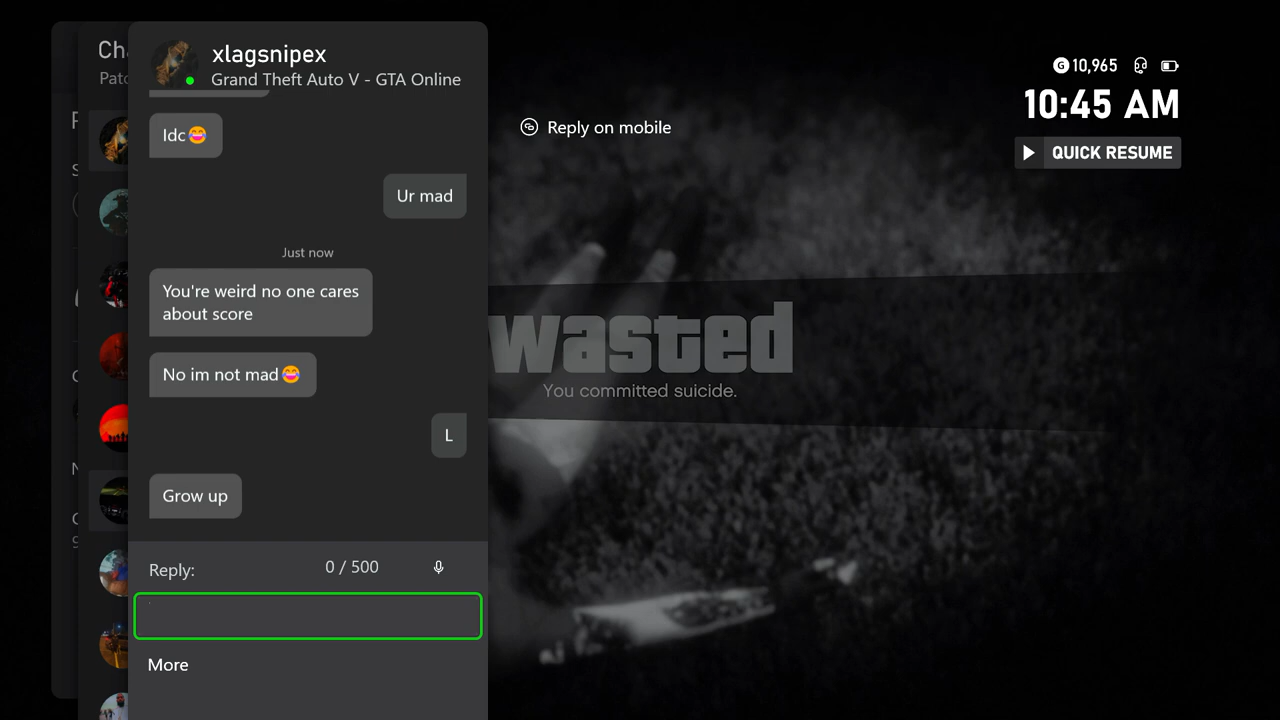 Cha
Patc
xlagsnipex
Grand Theft Auto V - GTA Online
Idc😂
Ur mad
Just now
You're weird no one cares
about score
No im not mad😂
L
Grow up
Reply:
0 / 500
More
Reply on mobile
G 10,965
10:45 AM
QUICK RESUME
wasted
You committed suicide.